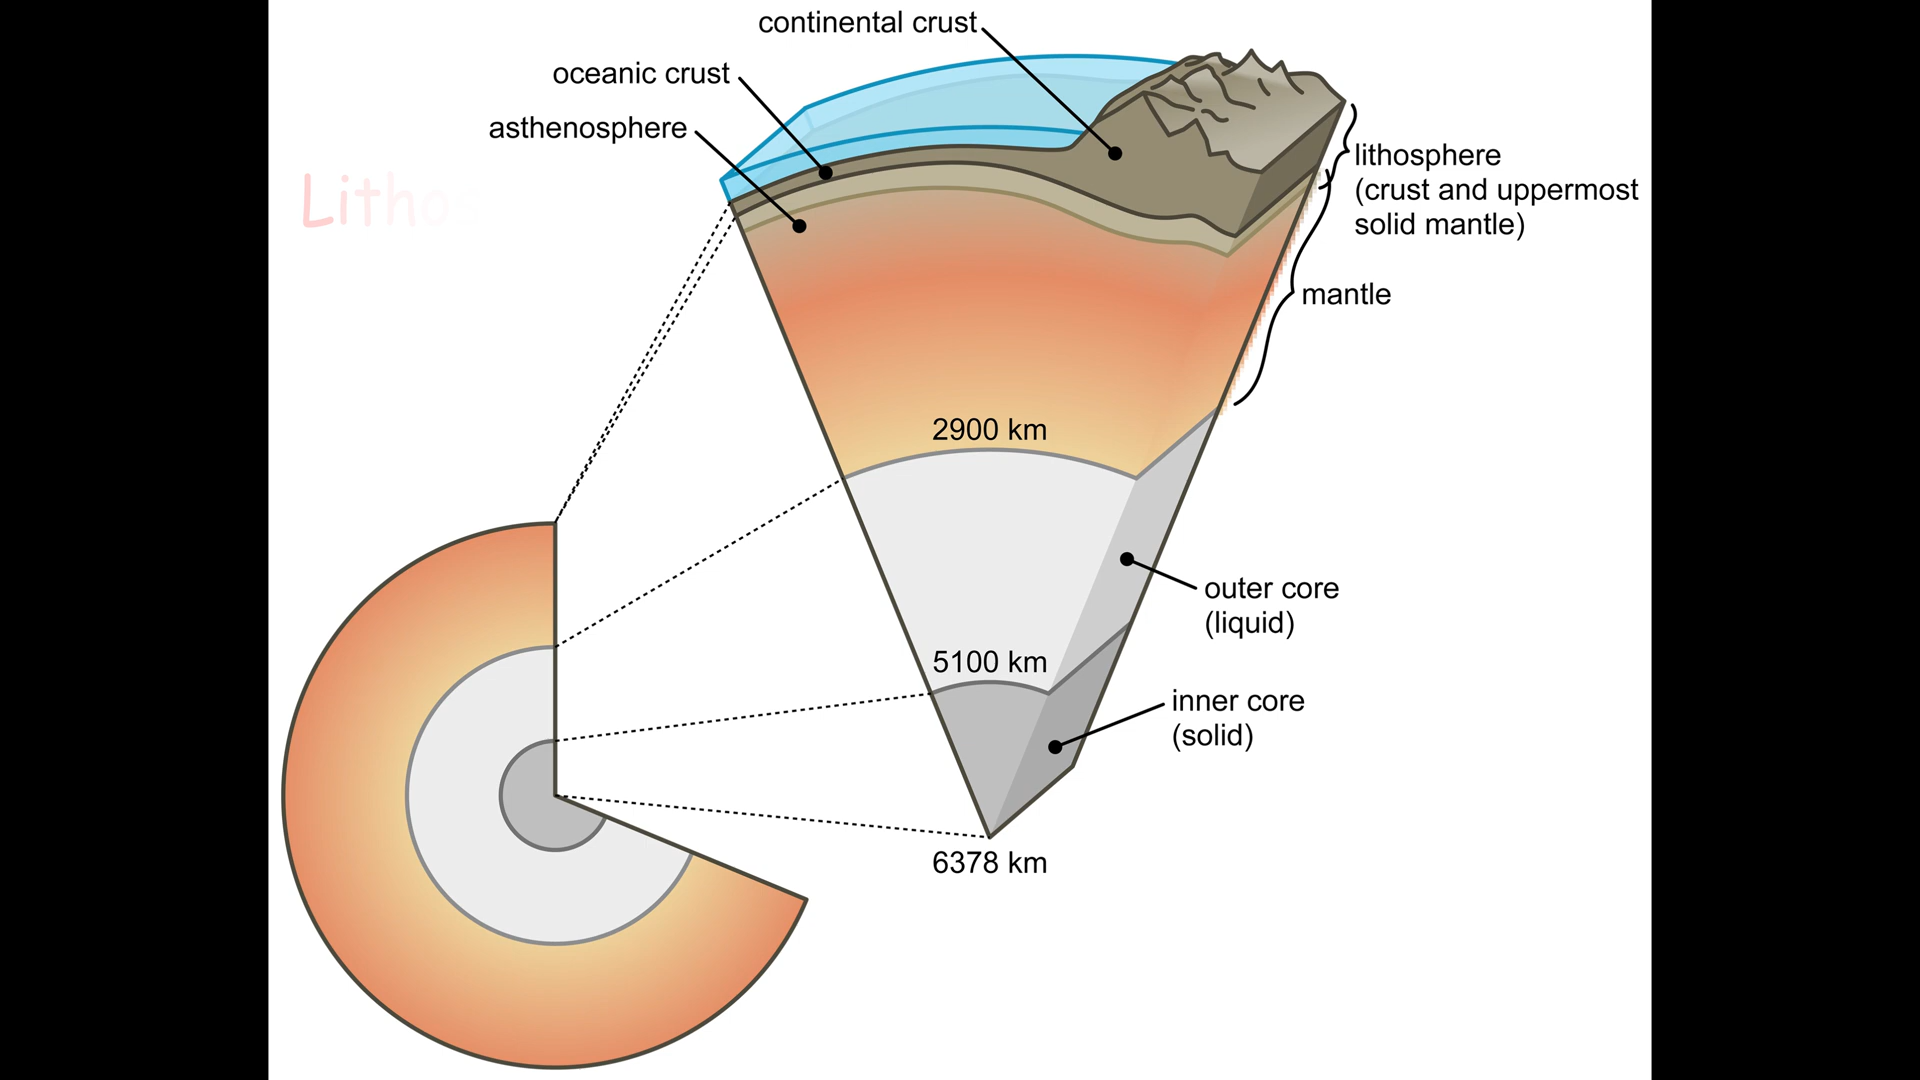 continental crust
oceanic crust
asthenosphere
Lithos
lithosphere
(crust and uppermost
solid mantle)
mantle
2900 km
outer core
(liquid)
5100 km
inner core
(solid)
6378 km